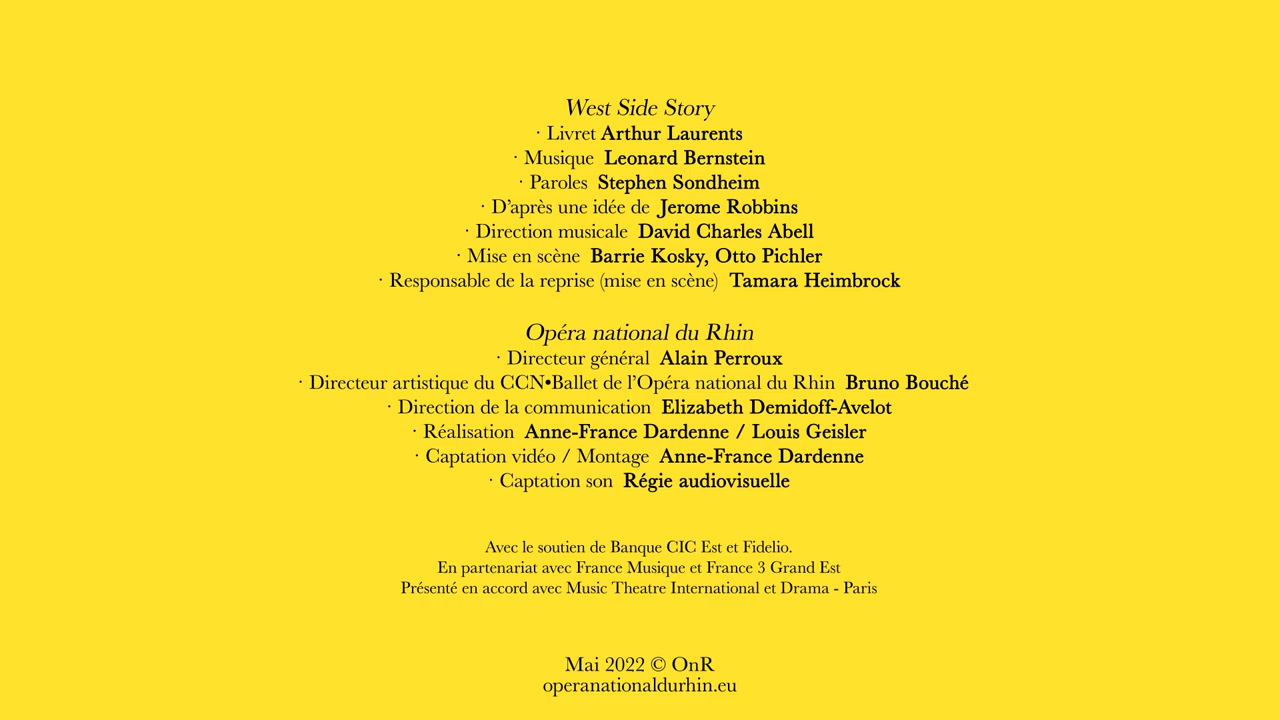 West Side Story
· Livret Arthur Laurents
· Musique Leonard Bernstein
· Paroles Stephen Sondheim
· D’après une idée de Jerome Robbins
· Direction musicale David Charles Abell
· Mise en scène Barrie Kosky, Otto Pichler
· Responsable de la reprise (mise en scène) Tamara Heimbrock
Opéra national du Rhin
· Directeur général Alain Perroux
· Directeur artistique du CCN•Ballet de l’Opéra national du Rhin Bruno Bouché
· Direction de la communication Elizabeth Demidoff-Avelot
· Réalisation Anne-France Dardenne / Louis Geisler
· Captation vidéo / Montage Anne-France Dardenne
· Captation son Régie audiovisuelle
Avec le soutien de Banque CIC Est et Fidelio.
En partenariat avec France Musique et France 3 Grand Est
Présenté en accord avec Music Theatre International et Drama - Paris
Mai 2022 © OnR
operanationaldurhin.eu